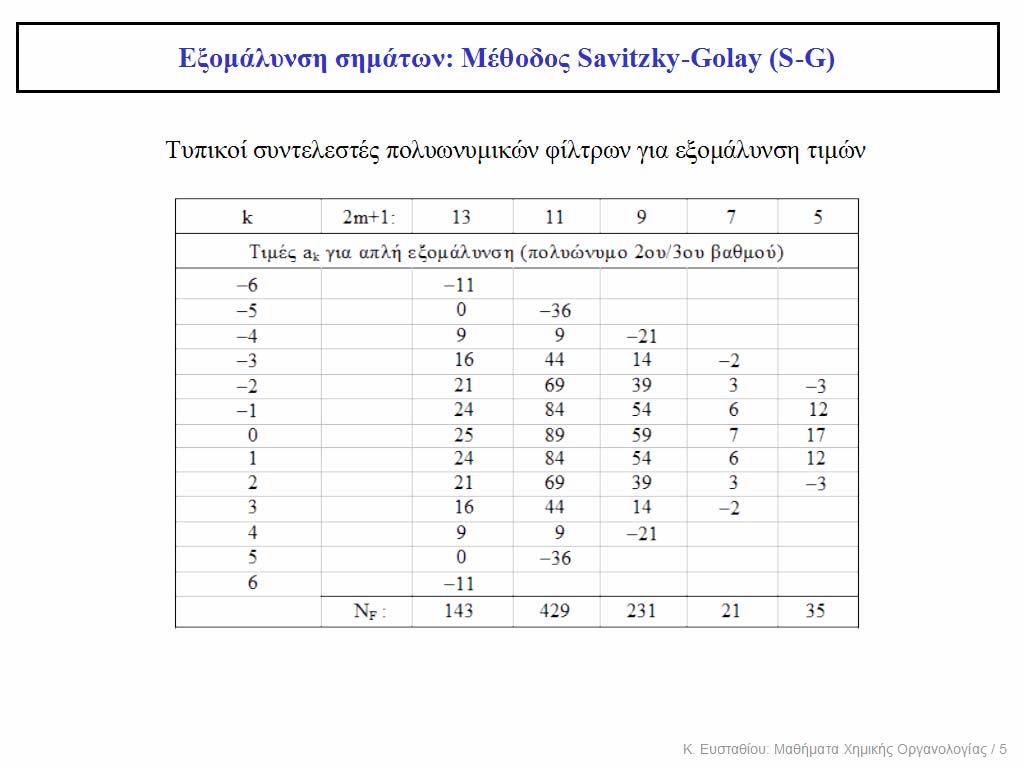 Εξομάλυνση σημάτων: Μέθοδος Savitzky-Golay (S-G)
Τυπικοί συντελεστές πολυωνυμικών φίλτρων για εξομάλυνση τιμών
k 2m+1: 13 11 9 7 5
Τιμές ak για απλή εξομάλυνση (πολυώνυμο 2ου/3ου βαθμού)
–6 –11
–5 0 –36
–4 9 9 –21
–3 16 44 14 –2
–2 21 69 39 3 –3
–1 24 84 54 6 12
0 25 89 59 7 17
1 24 84 54 6 12
2 21 69 39 3 –3
3 16 44 14 –2
4 9 9 –21
5 0 –36
6 –11
NF : 143 429 231 21 35
Κ. Ευσταθίου: Μαθήματα Χημικής Οργανολογίας / 5